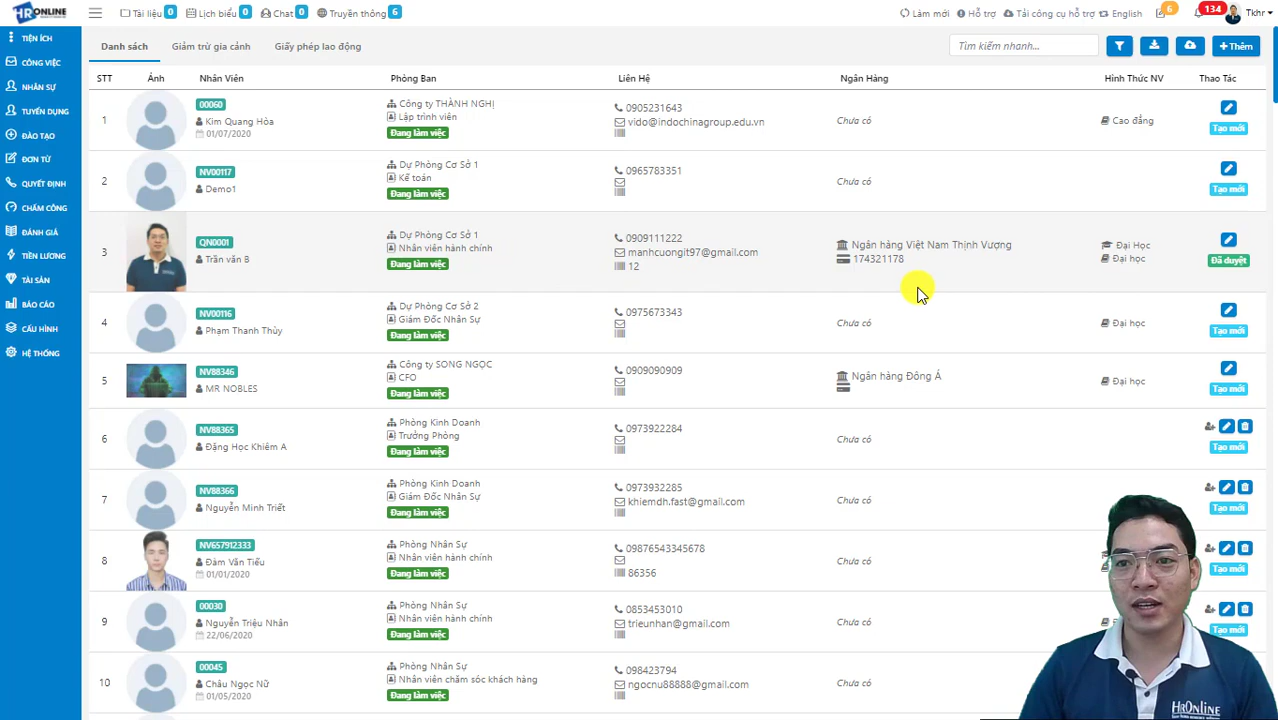 HRONLINE
Tài liệu 0 Lịch biểu 0 Chat 0 Truyền thông 6 Làm mới Hỗ trợ Tải công cụ hỗ trợ English 6 134 Tkhr
TIỆN ÍCH
CÔNG VIỆC
NHÂN SỰ
TUYỂN DỤNG
ĐÀO TẠO
ĐƠN TỪ
QUYẾT ĐỊNH
CHẤM CÔNG
ĐÁNH GIÁ
TIỀN LƯƠNG
TÀI SẢN
BÁO CÁO
CẤU HÌNH
HỆ THỐNG
Danh sách Giảm trừ gia cảnh Giấy phép lao động Tìm kiếm nhanh... Thêm
STT Ảnh Nhân Viên Phòng Ban Liên Hệ Ngân Hàng Hình Thức NV Thao Tác
1
00060
Kim Quang Hòa
01/07/2020
Công ty THÀNH NGHỊ
Lập trình viên
Đang làm việc
0905231643
vido@indochinagroup.edu.vn
Chưa có
Cao đẳng
Tạo mới
2
NV00117
Demo1
Dự Phòng Cơ Sở 1
Kế toán
Đang làm việc
0965783351
Chưa có
Tạo mới
3
QN0001
Trần văn B
Dự Phòng Cơ Sở 1
Nhân viên hành chính
Đang làm việc
0909111222
manhcuongit97@gmail.com
12
Ngân hàng Việt Nam Thịnh Vượng
174321178
Đại Học
Đại học
Đã duyệt
4
NV00116
Phạm Thanh Thủy
Dự Phòng Cơ Sở 2
Giám Đốc Nhân Sự
Đang làm việc
0975673343
Chưa có
Đại học
Tạo mới
5
NV88346
MR NOBLES
Công ty SONG NGỌC
CFO
Đang làm việc
0909090909
Ngân hàng Đông Á
Đại học
Tạo mới
6
NV88365
Đặng Học Khiêm A
Phòng Kinh Doanh
Trưởng Phòng
Đang làm việc
0973922284
Chưa có
Tạo mới
7
NV88366
Nguyễn Minh Triết
Phòng Kinh Doanh
Giám Đốc Nhân Sự
Đang làm việc
0973932285
khiemdh.fast@gmail.com
Chưa có
Tạo mới
8
NV657912333
Đàm Văn Tiếu
01/01/2020
Phòng Nhân Sự
Nhân viên hành chính
Đang làm việc
09876543345678
86356
Chưa có
Tạo mới
9
00030
Nguyễn Triệu Nhân
22/06/2020
Phòng Nhân Sự
Nhân viên hành chính
Đang làm việc
0853453010
trieunhan@gmail.com
Chưa có
Tạo mới
10
00045
Châu Ngọc Nữ
01/05/2020
Phòng Nhân Sự
Nhân viên chăm sóc khách hàng
Đang làm việc
098423794
ngocnu88888@gmail.com
Chưa có
HRONLINE